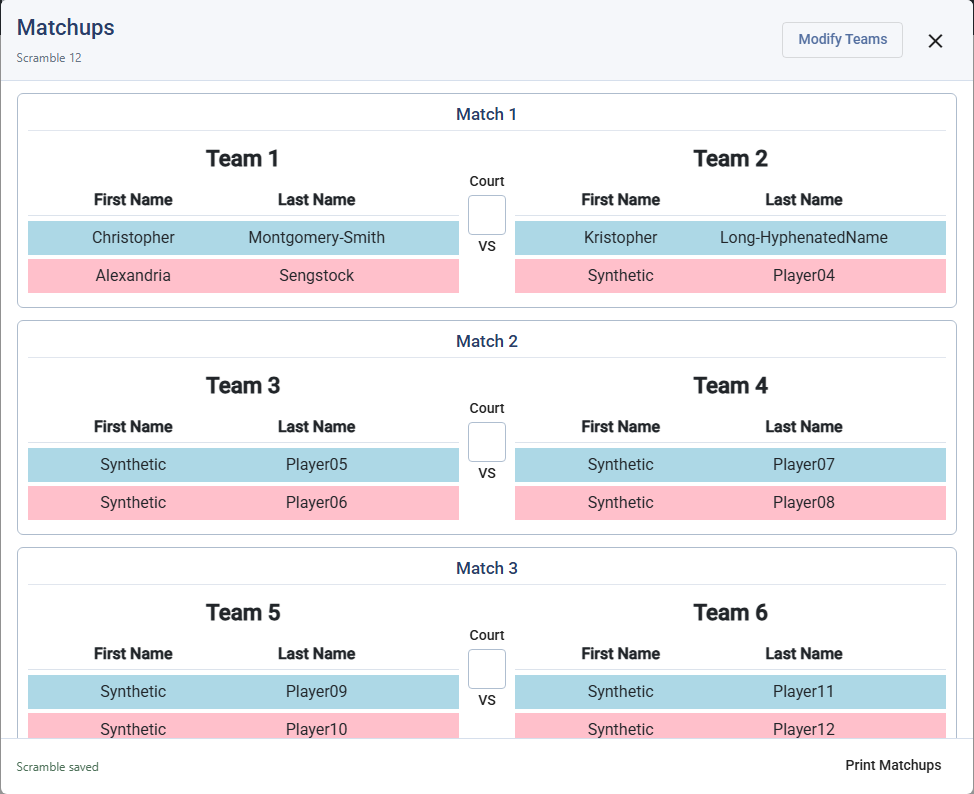 Matchups
Scramble 12
Modify Teams
Match 1
Team 1
First Name Last Name
Christopher Montgomery-Smith
Alexandria Sengstock
Court
VS
Team 2
First Name Last Name
Kristopher Long-HyphenatedName
Synthetic Player04
Match 2
Team 3
First Name Last Name
Synthetic Player05
Synthetic Player06
Court
VS
Team 4
First Name Last Name
Synthetic Player07
Synthetic Player08
Match 3
Team 5
First Name Last Name
Synthetic Player09
Synthetic Player10
Court
VS
Team 6
First Name Last Name
Synthetic Player11
Synthetic Player12
Scramble saved
Print Matchups